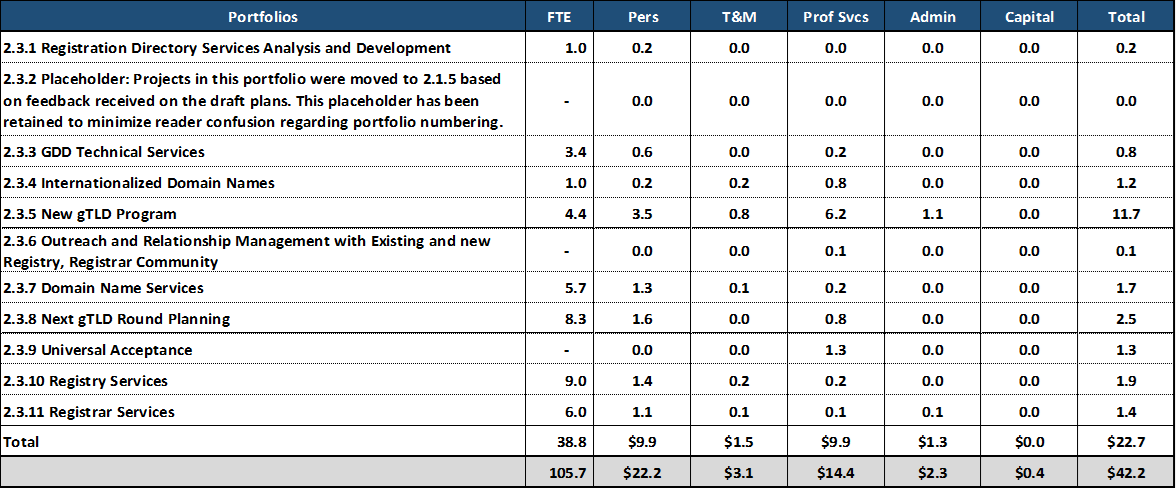 Portfolios FTE Pers T&M Prof Svcs Admin Capital Total
2.3.1 Registration Directory Services Analysis and Development 1.0 0.2 0.0 0.0 0.0 0.0 0.2
2.3.2 Placeholder: Projects in this portfolio were moved to 2.1.5 based
on feedback received on the draft plans. This placeholder has been
retained to minimize reader confusion regarding portfolio numbering.
- 0.0 0.0 0.0 0.0 0.0 0.0
2.3.3 GDD Technical Services 3.4 0.6 0.0 0.2 0.0 0.0 0.8
2.3.4 Internationalized Domain Names 1.0 0.2 0.2 0.8 0.0 0.0 1.2
2.3.5 New gTLD Program 4.4 3.5 0.8 6.2 1.1 0.0 11.7
2.3.6 Outreach and Relationship Management with Existing and new
Registry, Registrar Community
- 0.0 0.0 0.1 0.0 0.0 0.1
2.3.7 Domain Name Services 5.7 1.3 0.1 0.2 0.0 0.0 1.7
2.3.8 Next gTLD Round Planning 8.3 1.6 0.0 0.8 0.0 0.0 2.5
2.3.9 Universal Acceptance - 0.0 0.0 1.3 0.0 0.0 1.3
2.3.10 Registry Services 9.0 1.4 0.2 0.2 0.0 0.0 1.9
2.3.11 Registrar Services 6.0 1.1 0.1 0.1 0.1 0.0 1.4
Total 38.8 $9.9 $1.5 $9.9 $1.3 $0.0 $22.7
105.7 $22.2 $3.1 $14.4 $2.3 $0.4 $42.2